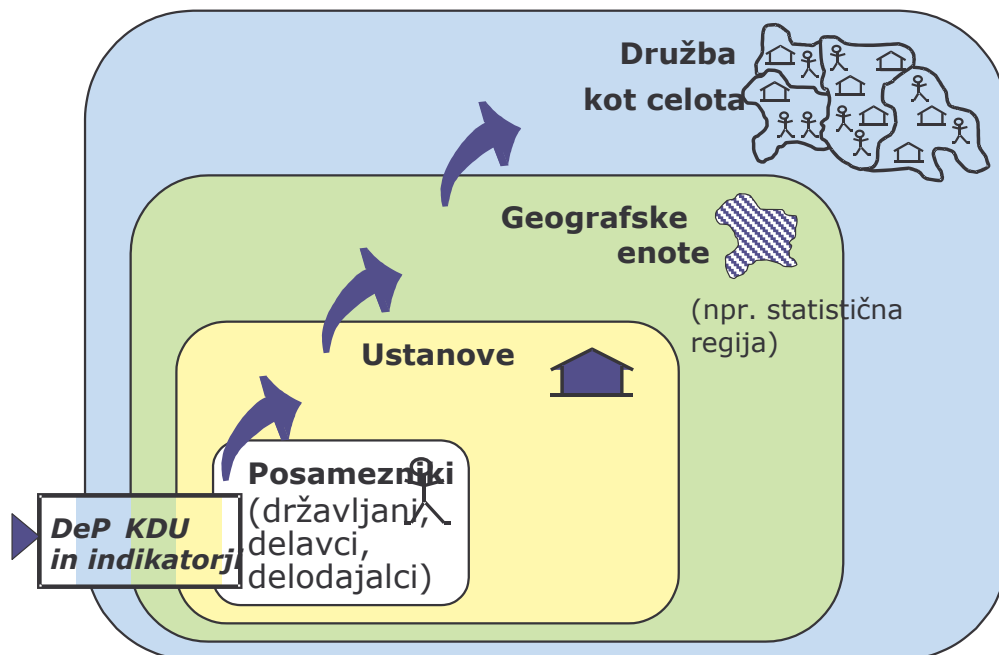 Družba
kot celota
Geografske
enote
(npr. statistična
regija)
Ustanove
Posamezniki
(državljani,
delavci,
delodajalci)
DeP KDU
in indikatorji